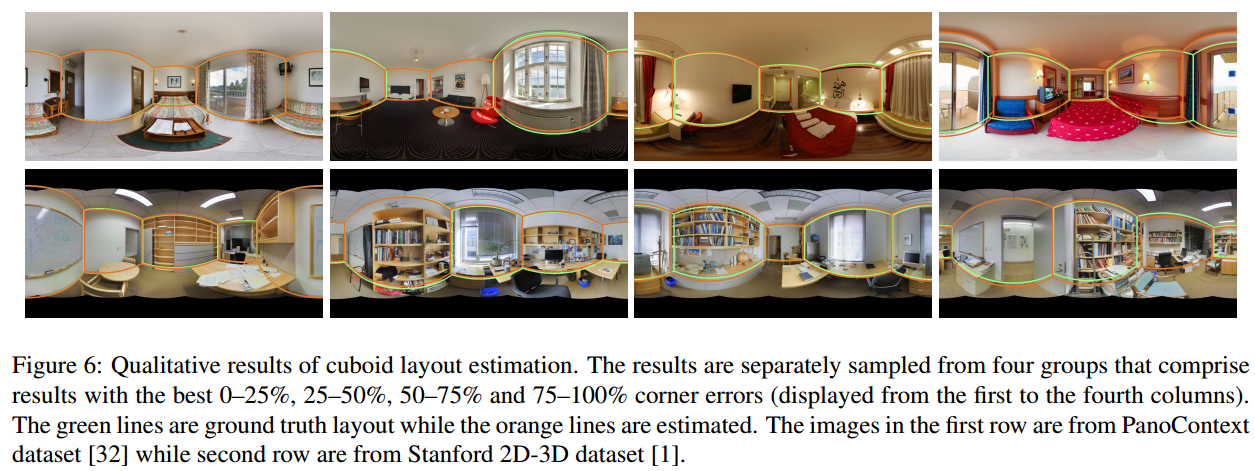 Figure 6: Qualitative results of cuboid layout estimation. The results are separately sampled from four groups that comprise
results with the best 0–25%, 25–50%, 50–75% and 75–100% corner errors (displayed from the first to the fourth columns).
The green lines are ground truth layout while the orange lines are estimated. The images in the first row are from PanoContext
dataset [32] while second row are from Stanford 2D-3D dataset [1].